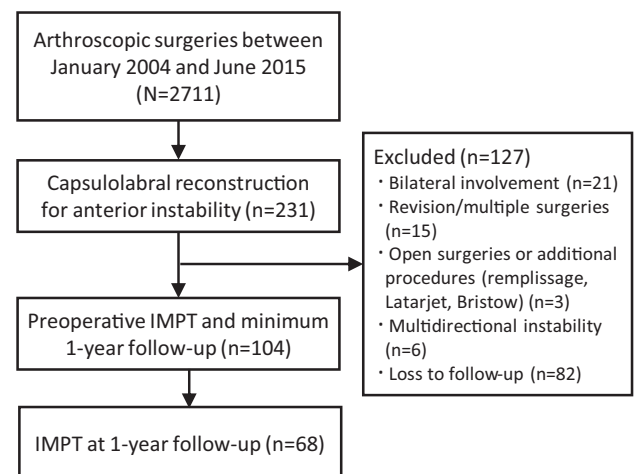 Arthroscopic surgeries between
January 2004 and June 2015
(N=2711)
Capsulolabral reconstruction
for anterior instability (n=231)
Excluded (n=127)
・Bilateral involvement (n=21)
・Revision/multiple surgeries
(n=15)
・Open surgeries or additional
procedures (remplissage,
Latarjet, Bristow) (n=3)
・Multidirectional instability
(n=6)
・Loss to follow-up (n=82)
Preoperative IMPT and minimum
1-year follow-up (n=104)
IMPT at 1-year follow-up (n=68)